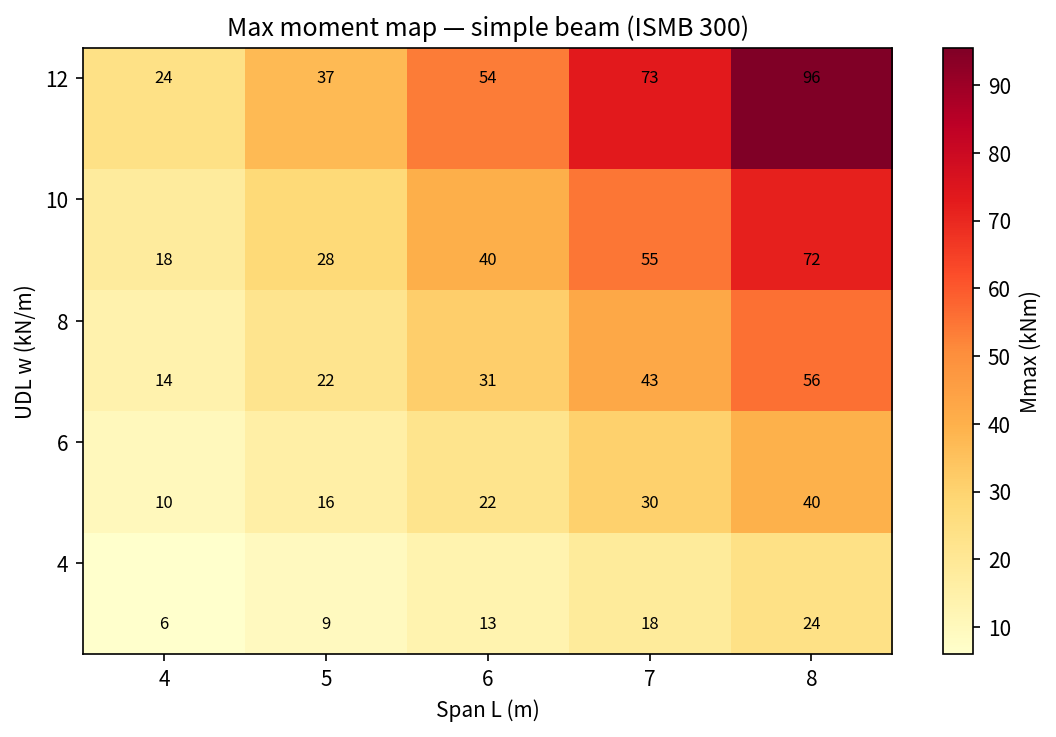 Max moment map — simple beam (ISMB 300)
UDL w (kN/m)
12
10
8
6
4
24 37 54 73 96
18 28 40 55 72
14 22 31 43 56
10 16 22 30 40
6 9 13 18 24
4 5 6 7 8
Span L (m)
90
80
70
60
50
40
30
20
10
Mmax (kNm)